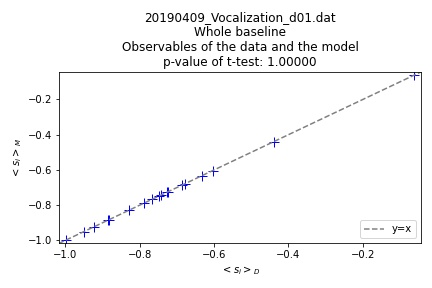 20190409_Vocalization_d01.dat
Whole baseline
Observables of the data and the model
p-value of t-test: 1.00000
−0.2
−0.4
−0.6
−0.8
−1.0
< s_i >_M
y=x
−1.0 −0.8 −0.6 −0.4 −0.2
< s_i >_D